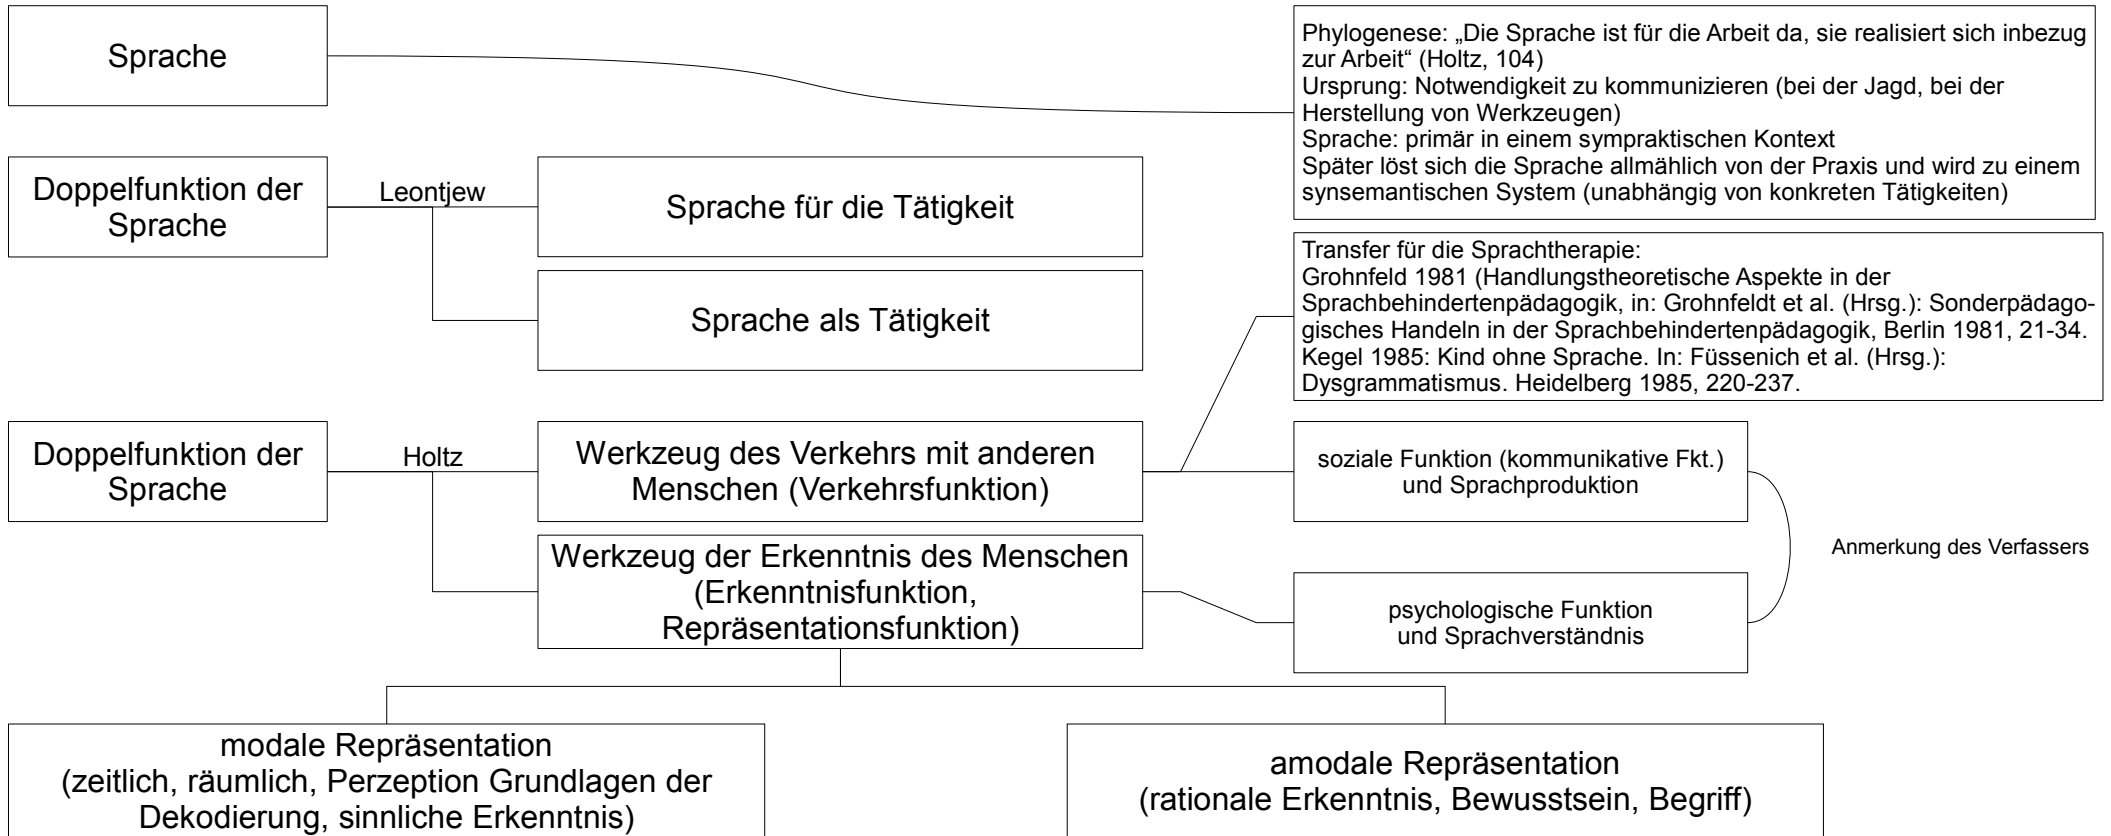 Sprache
Phylogenese: „Die Sprache ist für die Arbeit da, sie realisiert sich inbezug
zur Arbeit“ (Holtz, 104)
Ursprung: Notwendigkeit zu kommunizieren (bei der Jagd, bei der
Herstellung von Werkzeugen)
Sprache: primär in einem sympraktischen Kontext
Später löst sich die Sprache allmählich von der Praxis und wird zu einem
synsemantischen System (unabhängig von konkreten Tätigkeiten)
Doppelfunktion der
Sprache
Leontjew
Sprache für die Tätigkeit
Sprache als Tätigkeit
Transfer für die Sprachtherapie:
Grohnfeld 1981 (Handlungstheoretische Aspekte in der
Sprachbehindertenpädagogik, in: Grohnfeldt et al. (Hrsg.): Sonderpädago-
gisches Handeln in der Sprachbehindertenpädagogik, Berlin 1981, 21-34.
Kegel 1985: Kind ohne Sprache. In: Füssenich et al. (Hrsg.):
Dysgrammatismus. Heidelberg 1985, 220-237.
Doppelfunktion der
Sprache
Holtz
Werkzeug des Verkehrs mit anderen
Menschen (Verkehrsfunktion)
soziale Funktion (kommunikative Fkt.)
und Sprachproduktion
Anmerkung des Verfassers
Werkzeug der Erkenntnis des Menschen
(Erkenntnisfunktion,
Repräsentationsfunktion)
psychologische Funktion
und Sprachverständnis
modale Repräsentation
(zeitlich, räumlich, Perzeption Grundlagen der
Dekodierung, sinnliche Erkenntnis)
amodale Repräsentation
(rationale Erkenntnis, Bewusstsein, Begriff)